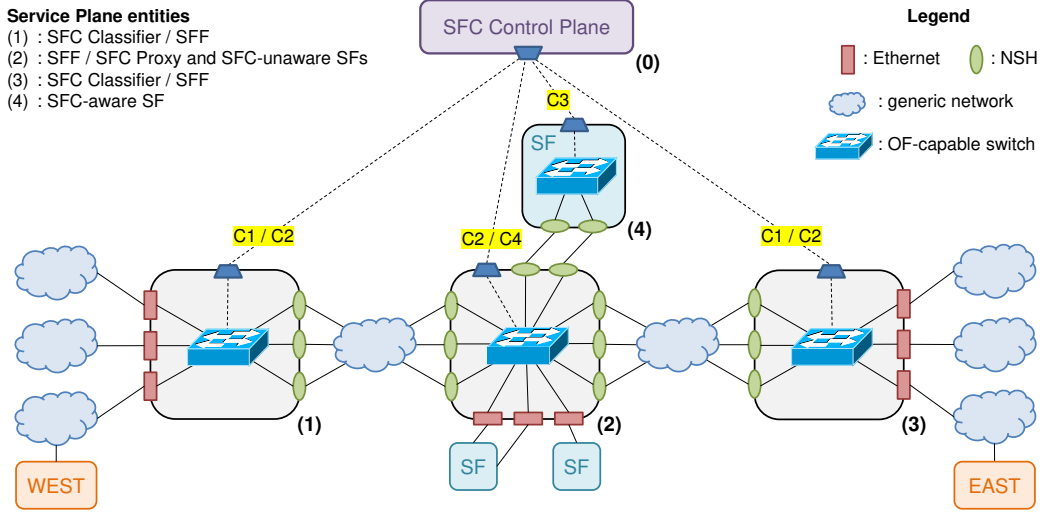 Service Plane entities
(1) : SFC Classifier / SFF
(2) : SFF / SFC Proxy and SFC-unaware SFs
(3) : SFC Classifier / SFF
(4) : SFC-aware SF
SFC Control Plane
(0)
Legend
: Ethernet
: NSH
: generic network
: OF-capable switch
C3
SF
(4)
C1 / C2
C2 / C4
C1 / C2
(1)
(2)
(3)
WEST
SF
SF
EAST